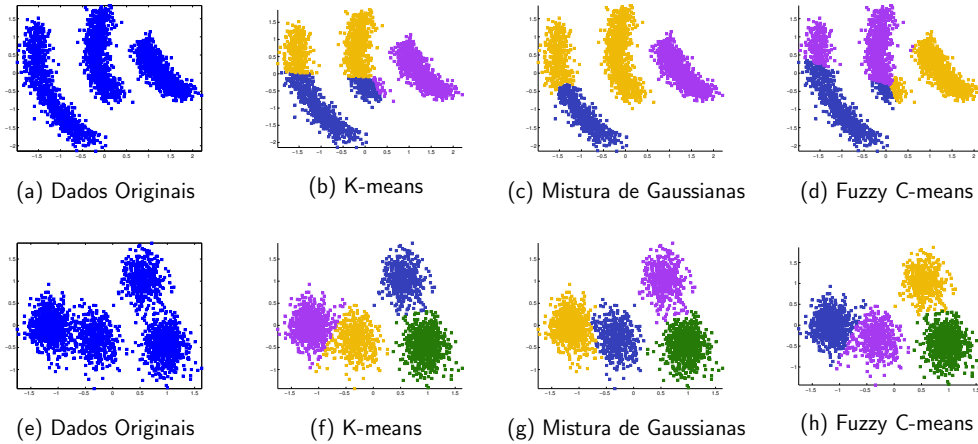 (a) Dados Originais
(b) K-means
(c) Mistura de Gaussianas
(d) Fuzzy C-means
(e) Dados Originais
(f) K-means
(g) Mistura de Gaussianas
(h) Fuzzy C-means